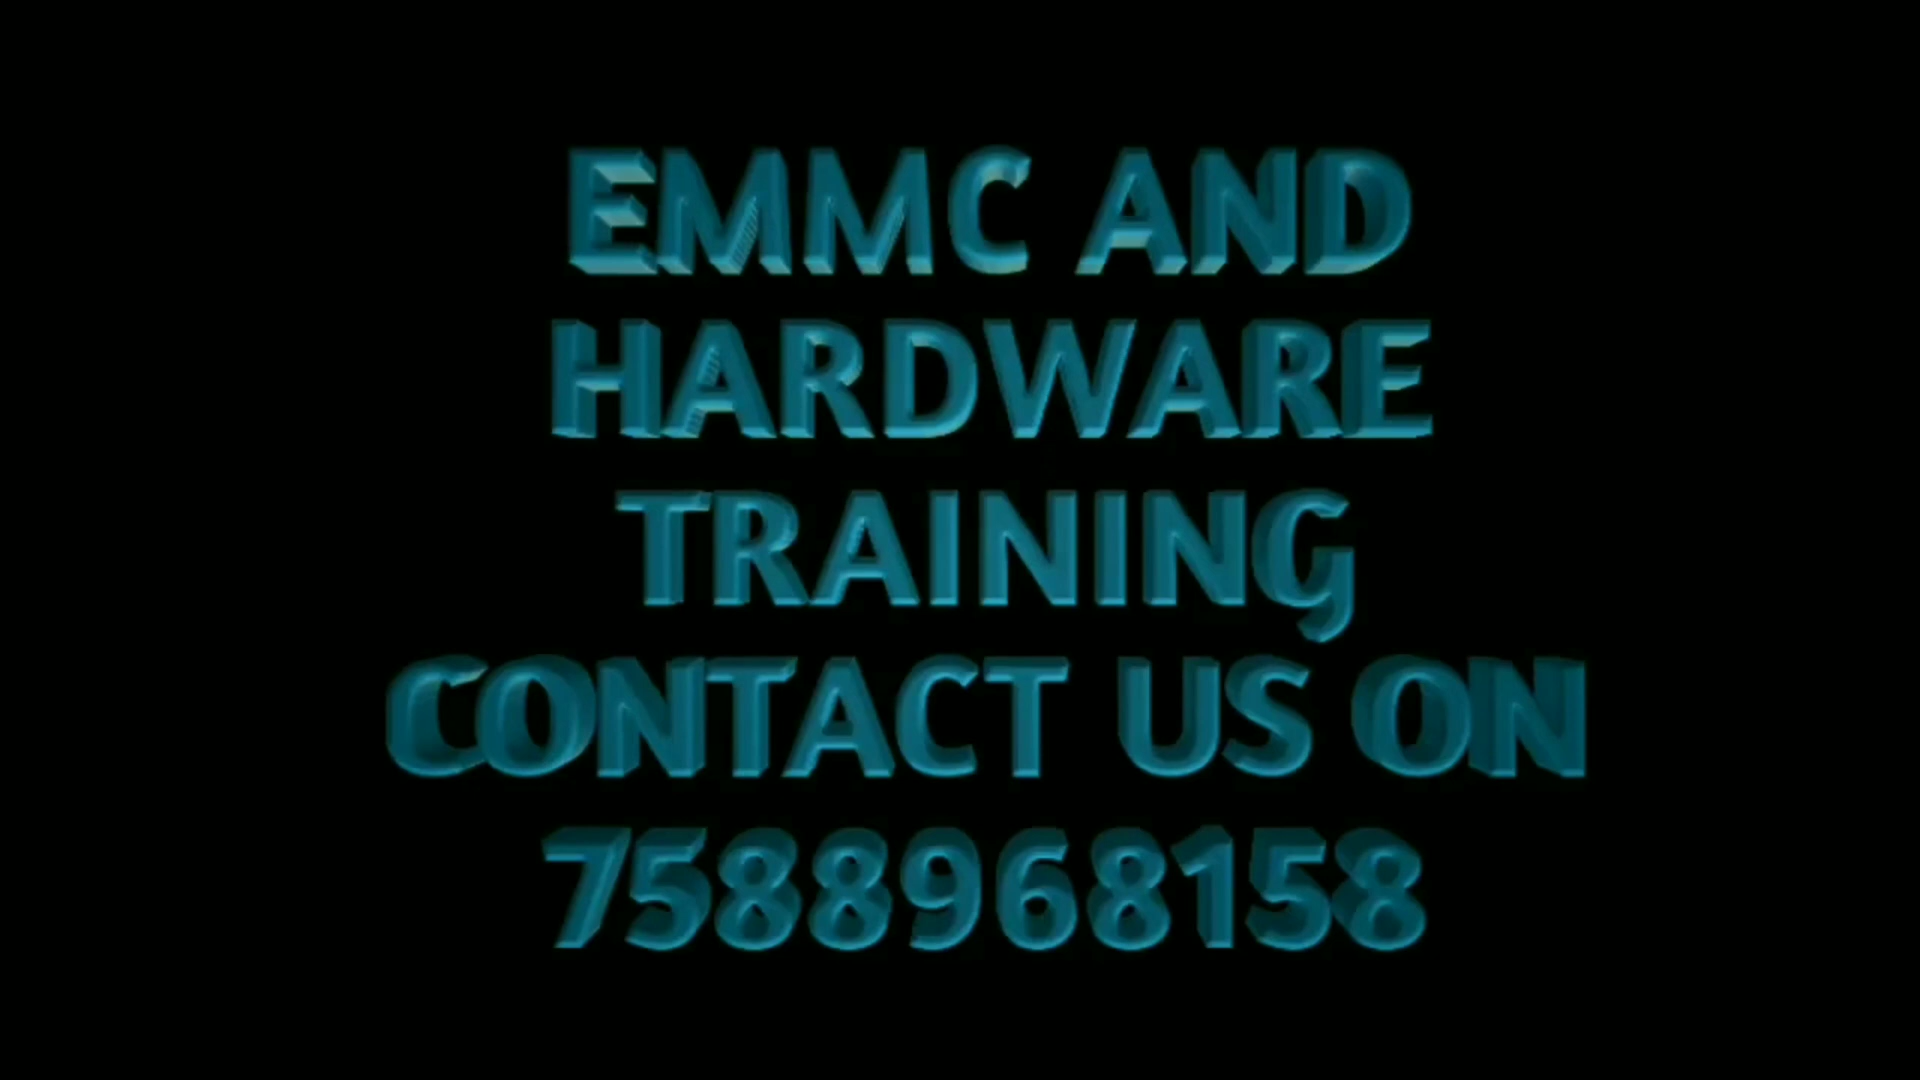 EMMC AND
HARDWARE
TRAINING
CONTACT US ON
7588968158